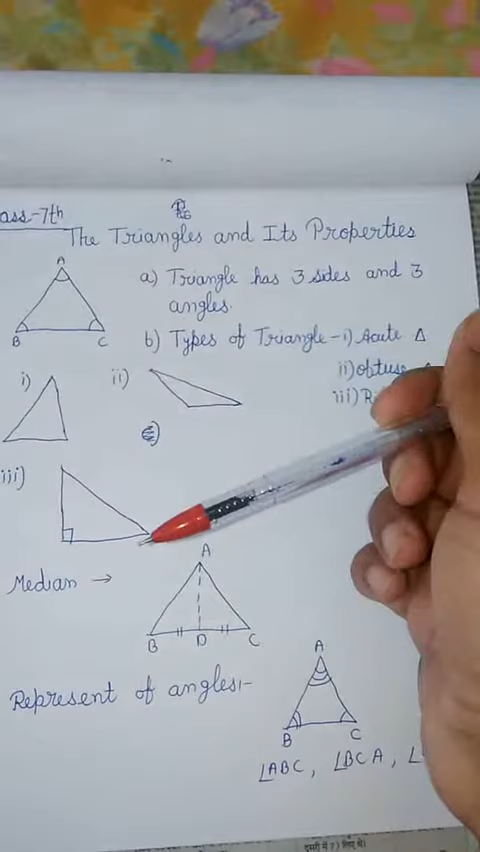 ass-7th
The Triangles and Its Properties
A
B C
a) Triangle has 3 sides and 3
angles.
b) Types of Triangle - i) Acute Δ
ii) obtuse
iii) R
i) ii)
iii)
Median →
A
B D C
Represent of angles:-
A
B C
∠ABC, ∠BCA, ∠